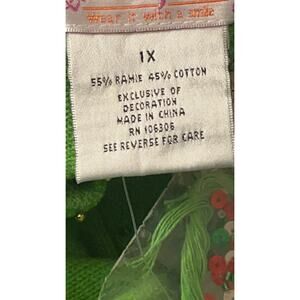 Wear it with a smile
1X
55% RAMIE 45% COTTON
EXCLUSIVE OF
DECORATION
MADE IN CHINA
RN 106306
SEE REVERSE FOR CARE